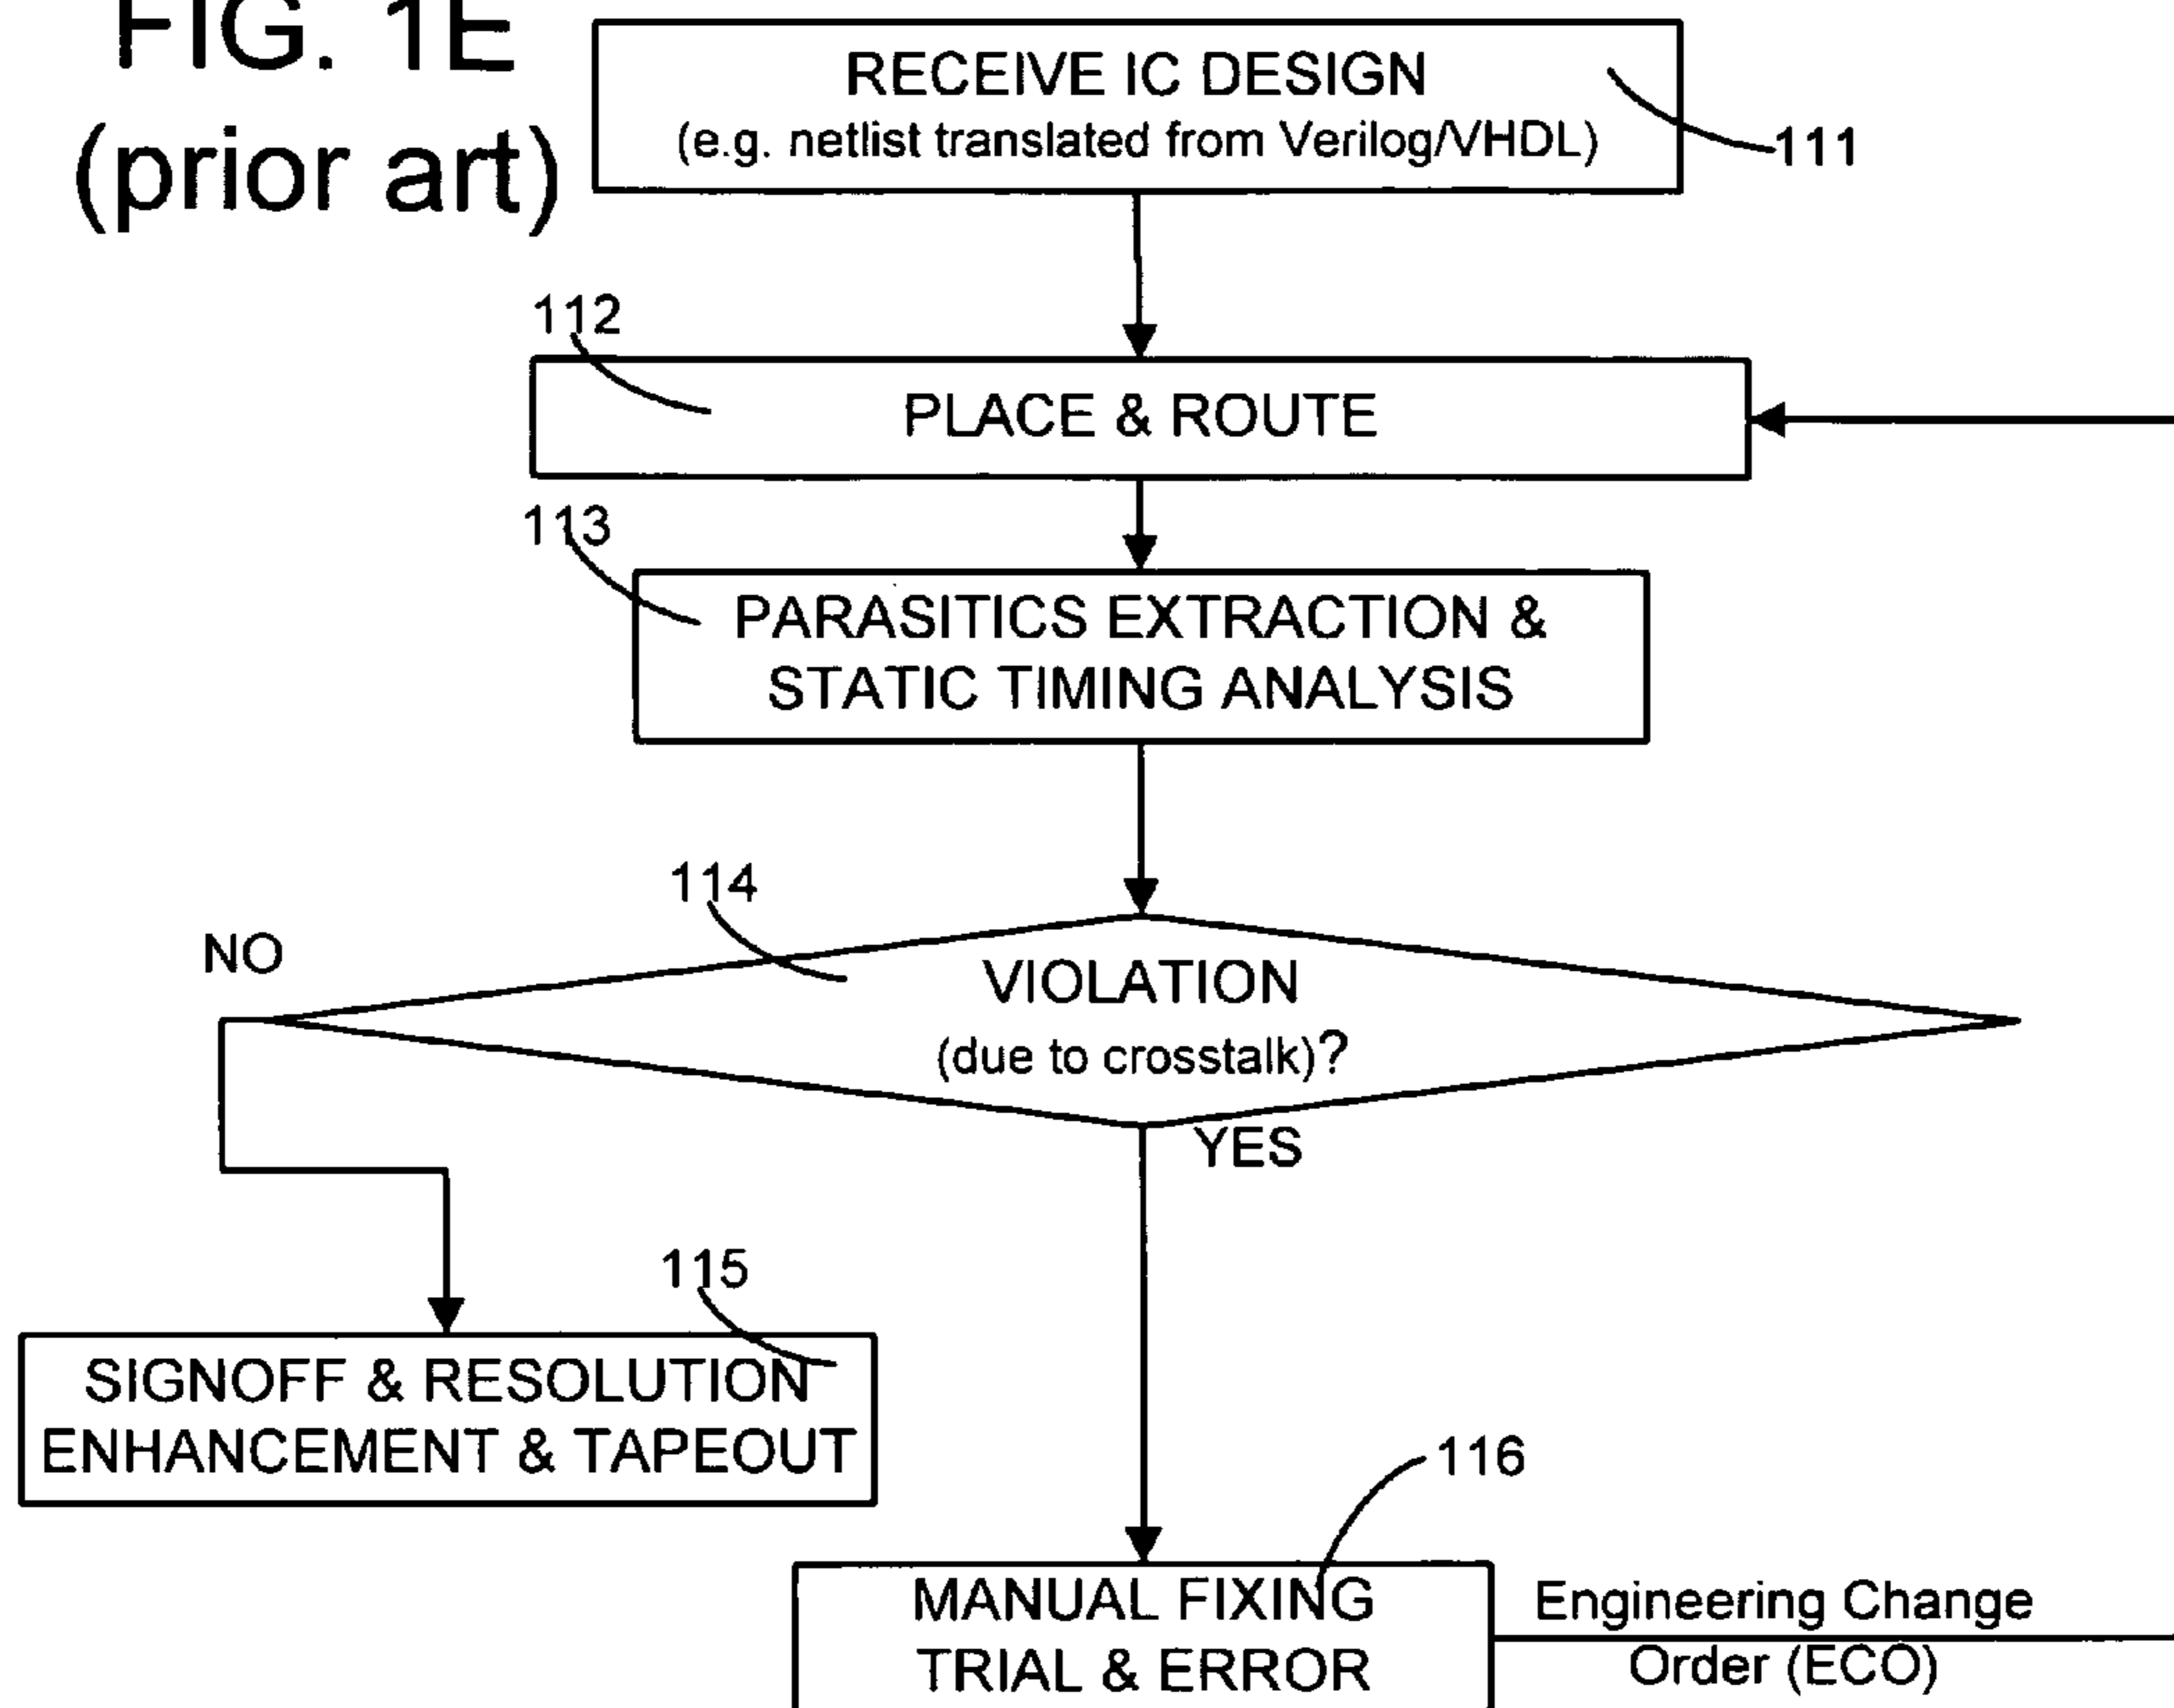 FIG. 1E
(prior art)
RECEIVE IC DESIGN
(e.g. netlist translated from Verilog/VHDL)
111
112
PLACE & ROUTE
113
PARASITICS EXTRACTION &
STATIC TIMING ANALYSIS
114
NO
VIOLATION
(due to crosstalk)?
YES
115
SIGNOFF & RESOLUTION
ENHANCEMENT & TAPEOUT
116
MANUAL FIXING
TRIAL & ERROR
Engineering Change
Order (ECO)